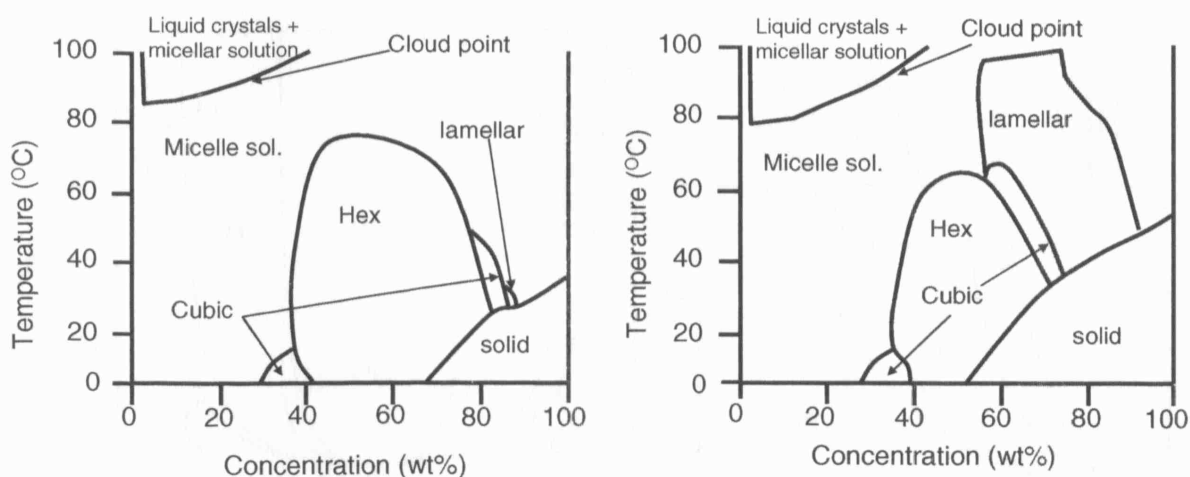 Liquid crystals +
micellar solution
Cloud point
100
80
60
40
20
0
Temperature (°C)
Micelle sol.
lamellar
Hex
Cubic
solid
0
20
40
60
80
100
Concentration (wt%)
Liquid crystals +
micellar solution
Cloud point
100
80
60
40
20
0
Temperature (°C)
Micelle sol.
lamellar
Hex
Cubic
solid
0
20
40
60
80
100
Concentration (wt%)